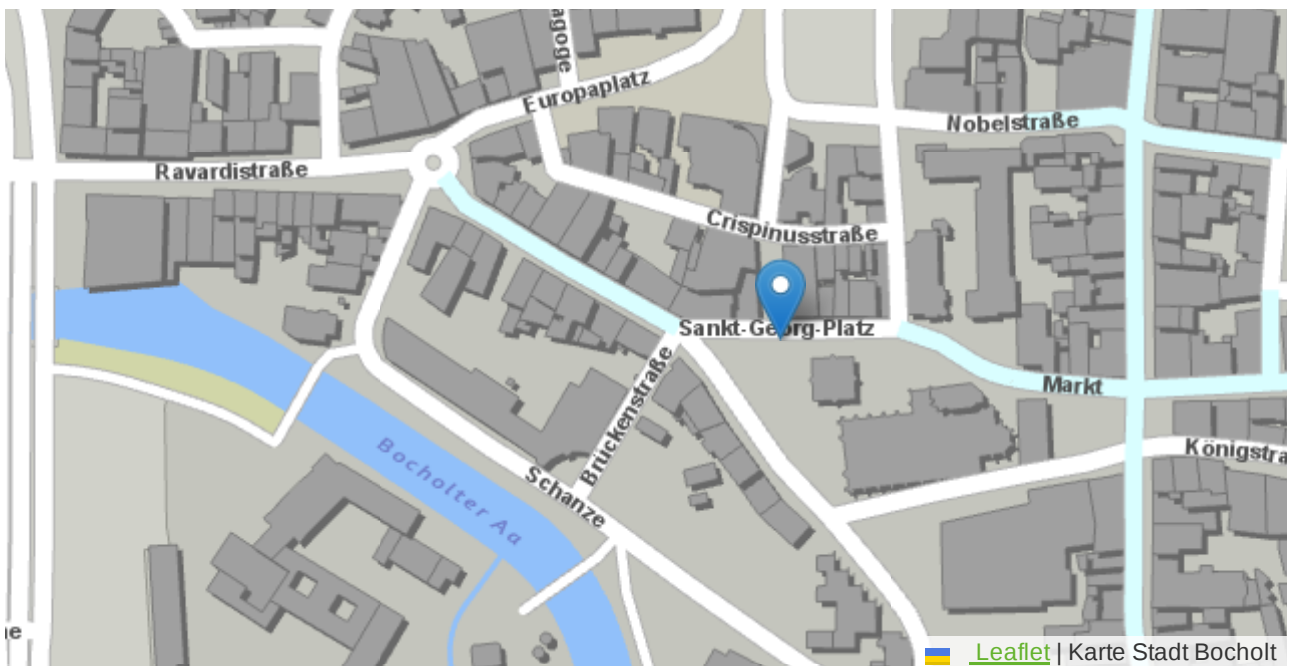 agoge
Europaplatz
Nobelstraße
Ravardistraße
Crispinusstraße
Sankt-Georg-Platz
Markt
Brückenstraße
Königstra
Bocholter Aa
Schanze
Leaflet | Karte Stadt Bocholt